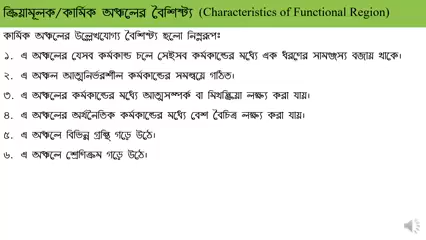 ক্রিয়ামূলক/কার্মিক অঞ্চলের বৈশিষ্ট্য (Characteristics of Functional Region)
কার্মিক অঞ্চলের উল্লেখযোগ্য বৈশিষ্ট্য হলো নিম্নরূপঃ
১. এ অঞ্চলের যেসব কর্মকান্ড চলে সেইসব কর্মকান্ডের মধ্যে এক ধরণের সামঞ্জস্য বজায় থাকে।
২. এ অঞ্চল আত্মনির্ভরশীল কর্মকান্ডের সমন্বয়ে গঠিত।
৩. এ অঞ্চলের কর্মকান্ডের মধ্যে আত্মসম্পর্ক বা মিথষ্ক্রিয়া লক্ষ্য করা যায়।
৪. এ অঞ্চলের অর্থনৈতিক কর্মকান্ডের মধ্যে বেশ বৈচিত্র লক্ষ্য করা যায়।
৫. এ অঞ্চলে বিভিন্ন গ্রন্থি গড়ে উঠে।
৬. এ অঞ্চলে শ্রেণিক্রম গড়ে উঠে।